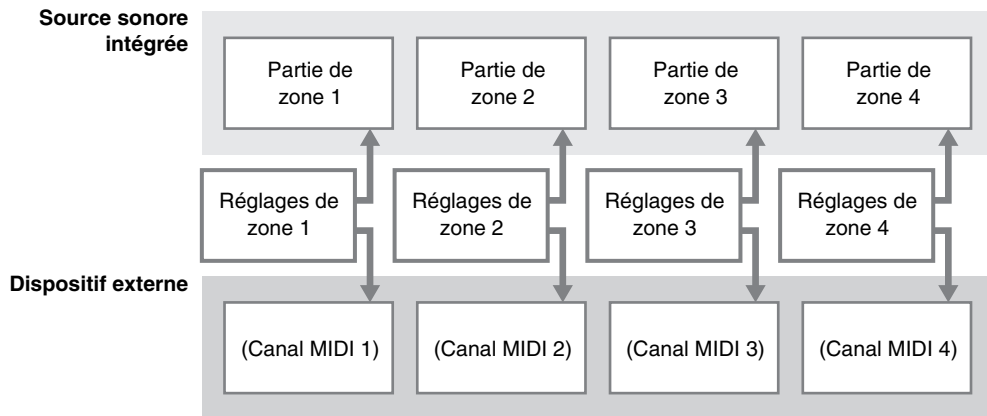 Source sonore
intégrée
Partie de
zone 1
Partie de
zone 2
Partie de
zone 3
Partie de
zone 4
Réglages de
zone 1
Réglages de
zone 2
Réglages de
zone 3
Réglages de
zone 4
Dispositif externe
(Canal MIDI 1)
(Canal MIDI 2)
(Canal MIDI 3)
(Canal MIDI 4)